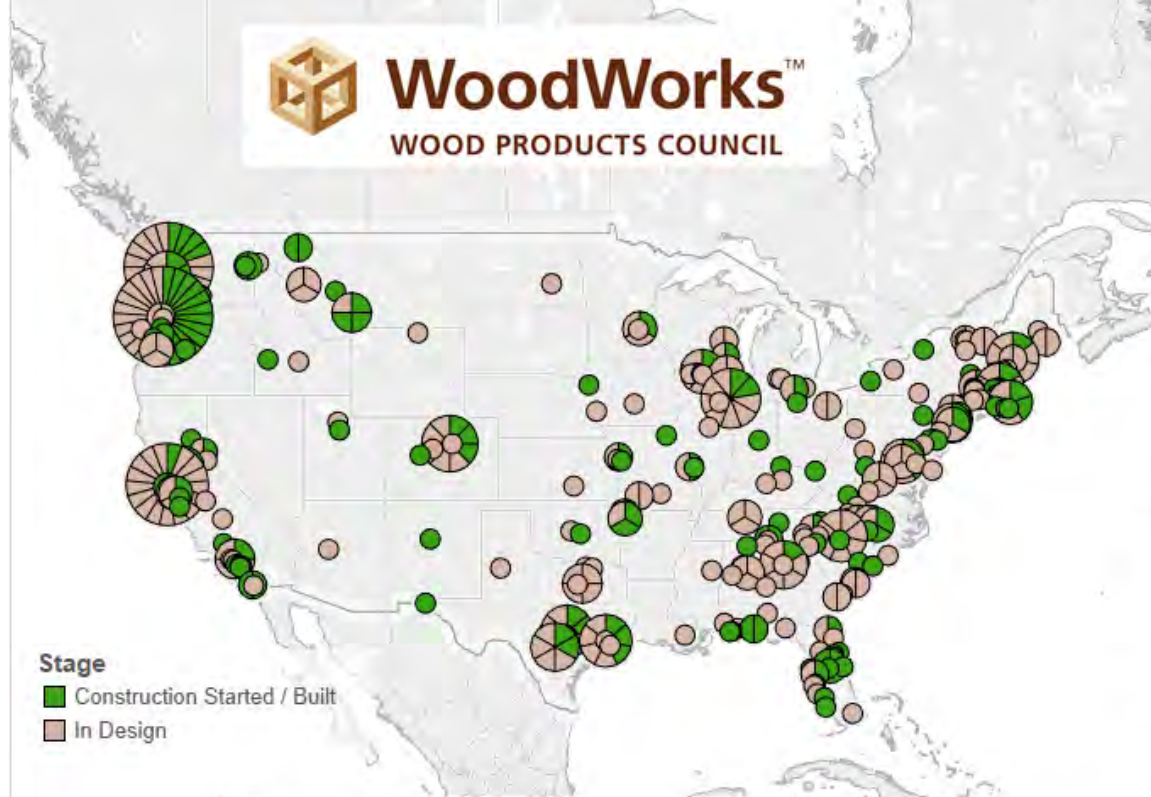 WoodWorks™
WOOD PRODUCTS COUNCIL
Stage
Construction Started / Built
In Design